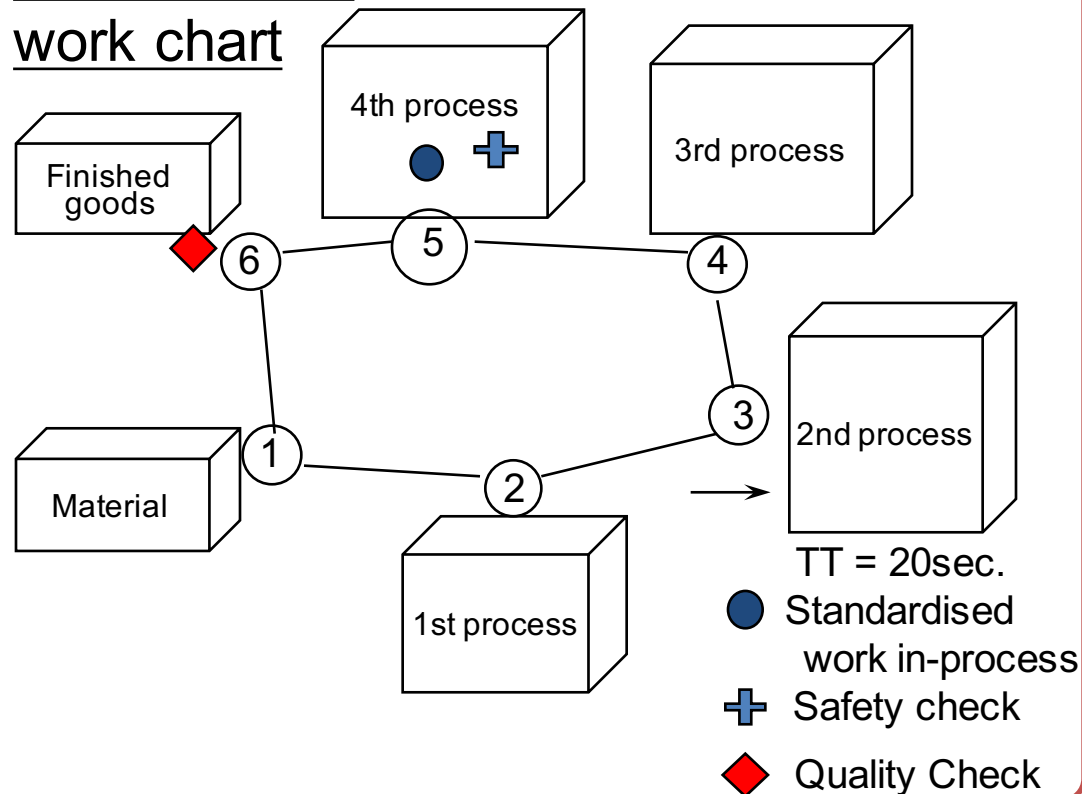 work chart
4th process
3rd process
Finished
goods
6
5
4
3
2nd process
1
2
Material
1st process
TT = 20sec.
Standardised
work in-process
Safety check
Quality Check